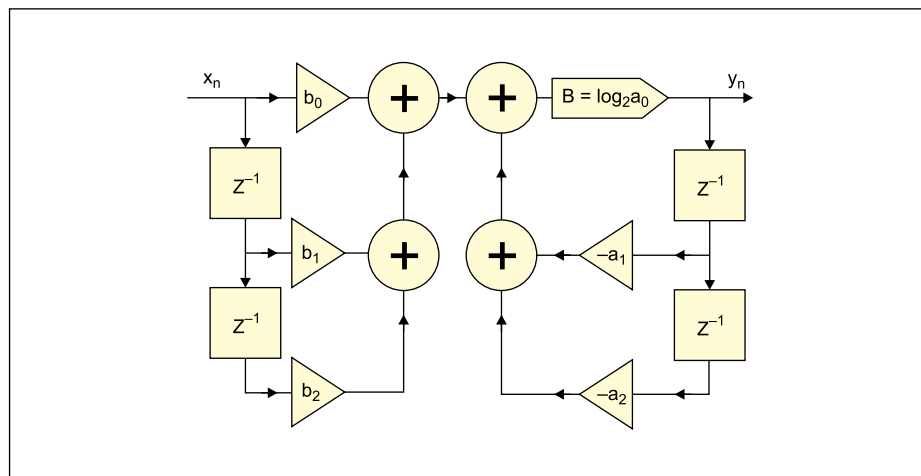 xₙ
b₀
B = log₂a₀
yₙ
Z⁻¹
Z⁻¹
b₁
–a₁
Z⁻¹
Z⁻¹
b₂
–a₂